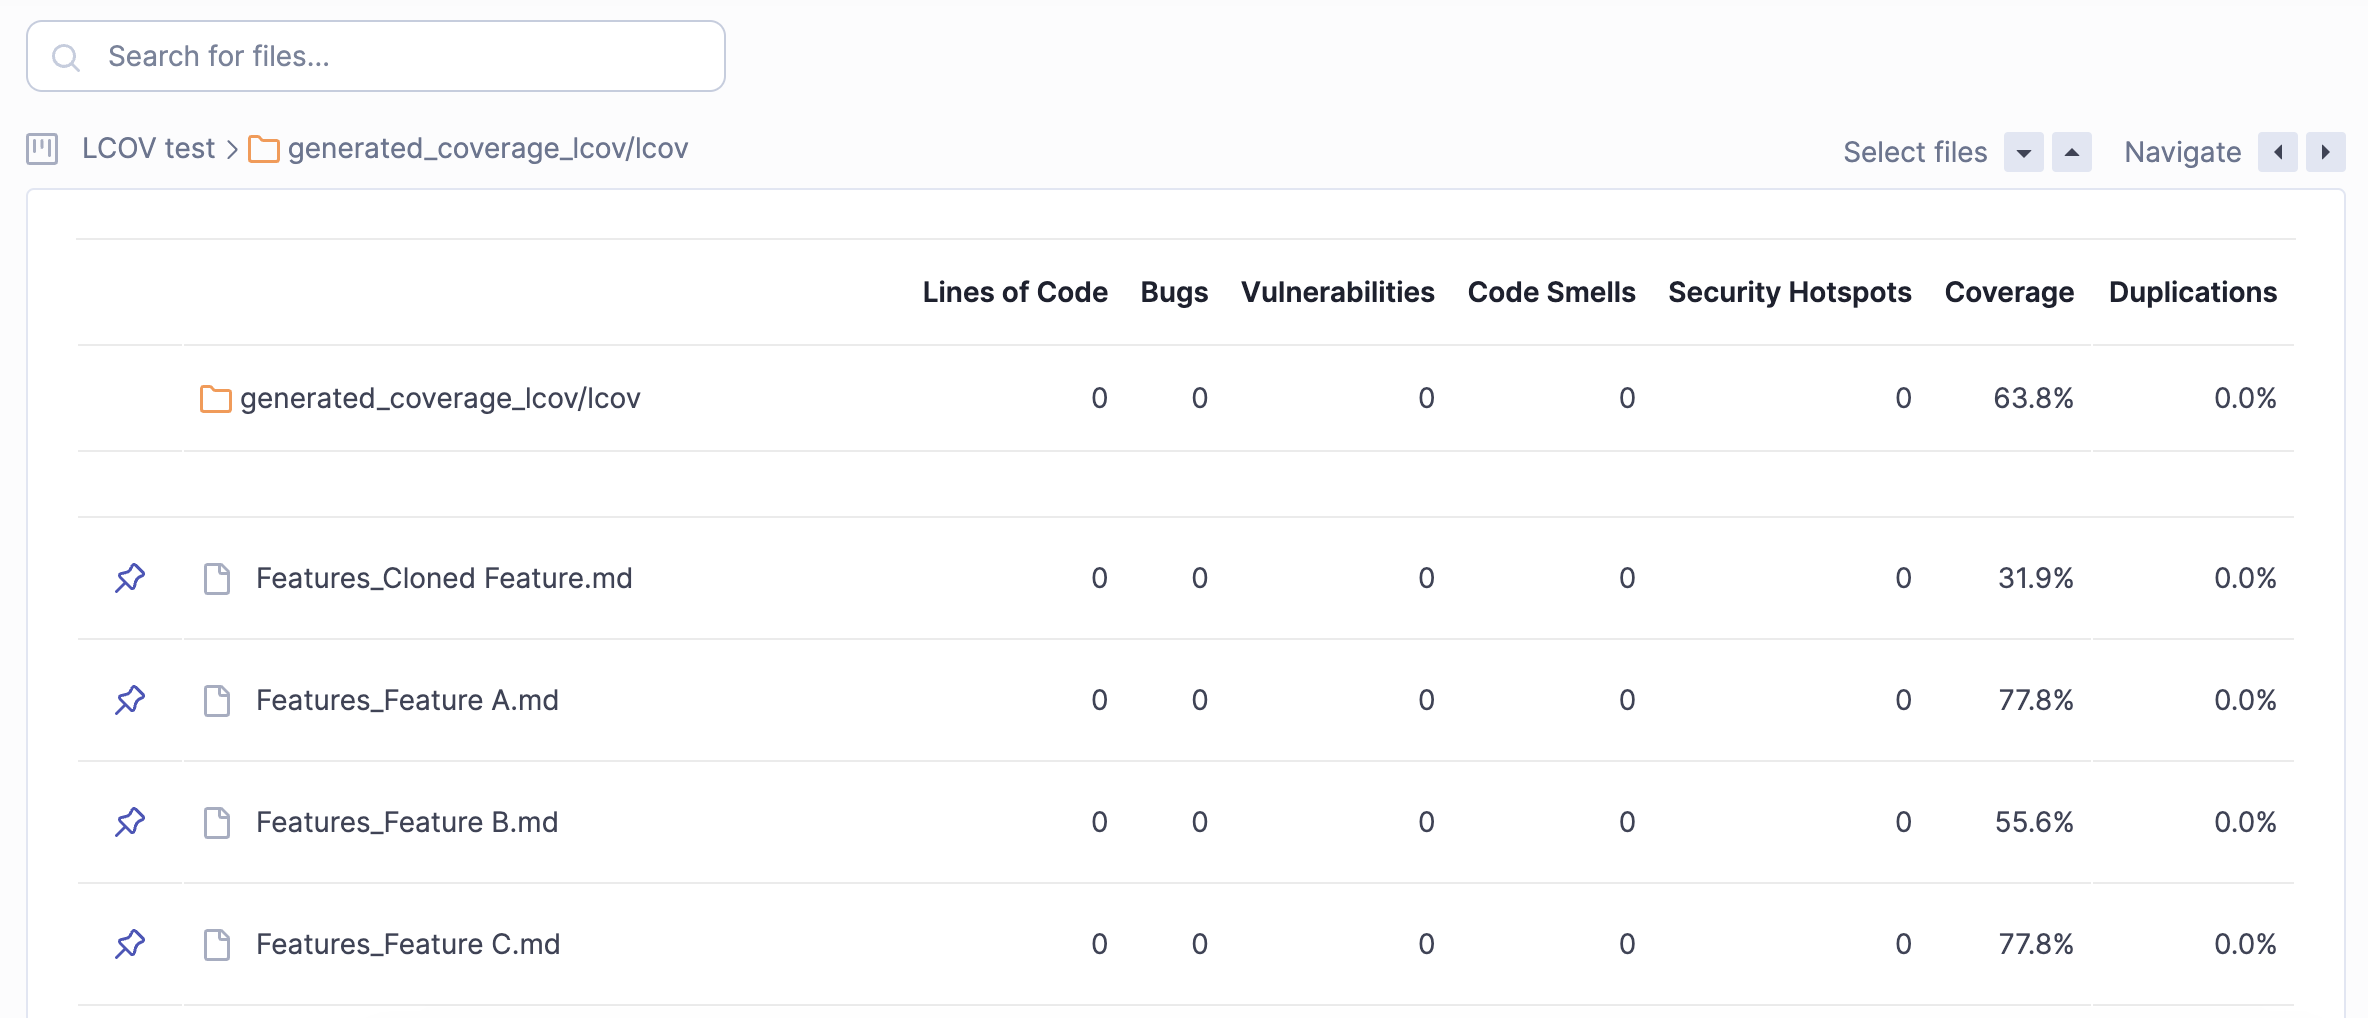 Search for files...
LCOV test > generated_coverage_lcov/lcov Select files Navigate
Lines of Code Bugs Vulnerabilities Code Smells Security Hotspots Coverage Duplications
generated_coverage_lcov/lcov 0 0 0 0 0 63.8% 0.0%
Features_Cloned Feature.md 0 0 0 0 0 31.9% 0.0%
Features_Feature A.md 0 0 0 0 0 77.8% 0.0%
Features_Feature B.md 0 0 0 0 0 55.6% 0.0%
Features_Feature C.md 0 0 0 0 0 77.8% 0.0%